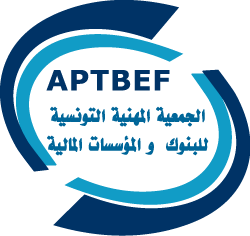 APTBEF
الجمعية المهنية التونسية
للبنوك و المؤسسات المالية